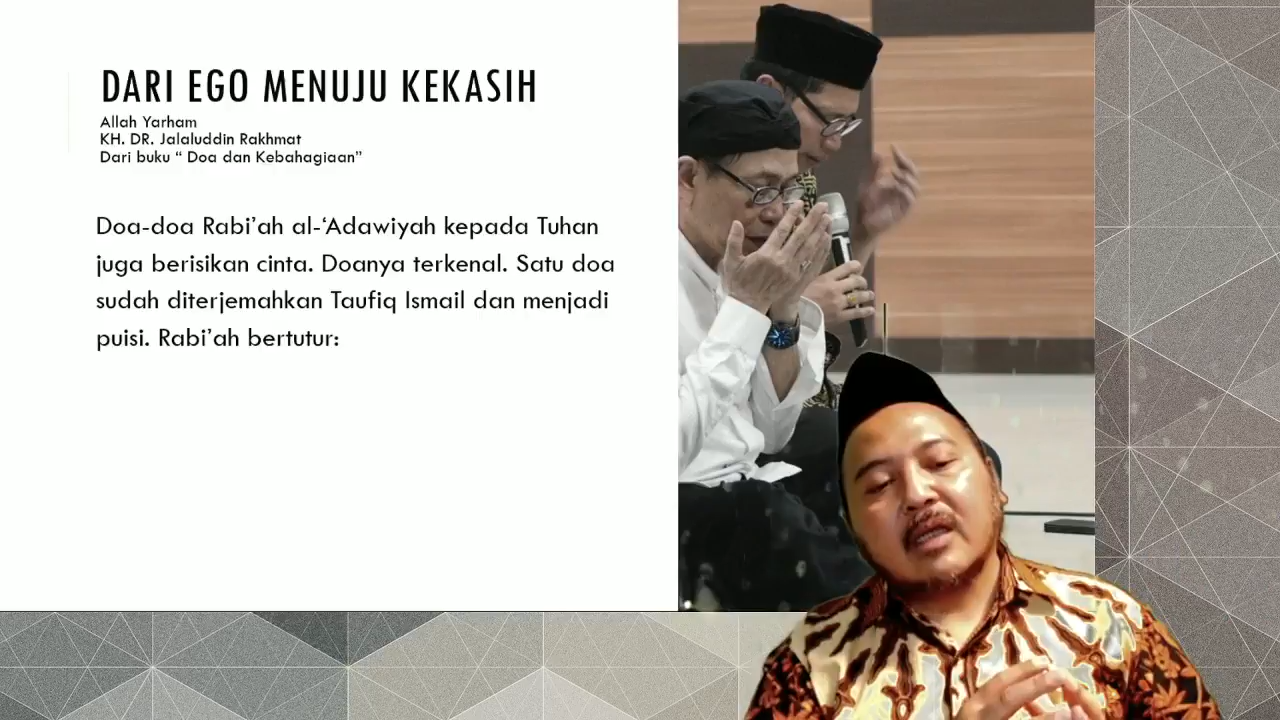 DARI EGO MENUJU KEKASIH
Allah Yarham
KH. DR. Jalaluddin Rakhmat
Dari buku “ Doa dan Kebahagiaan”
Doa-doa Rabi’ah al-‘Adawiyah kepada Tuhan
juga berisikan cinta. Doanya terkenal. Satu doa
sudah diterjemahkan Taufiq Ismail dan menjadi
puisi. Rabi’ah bertutur: